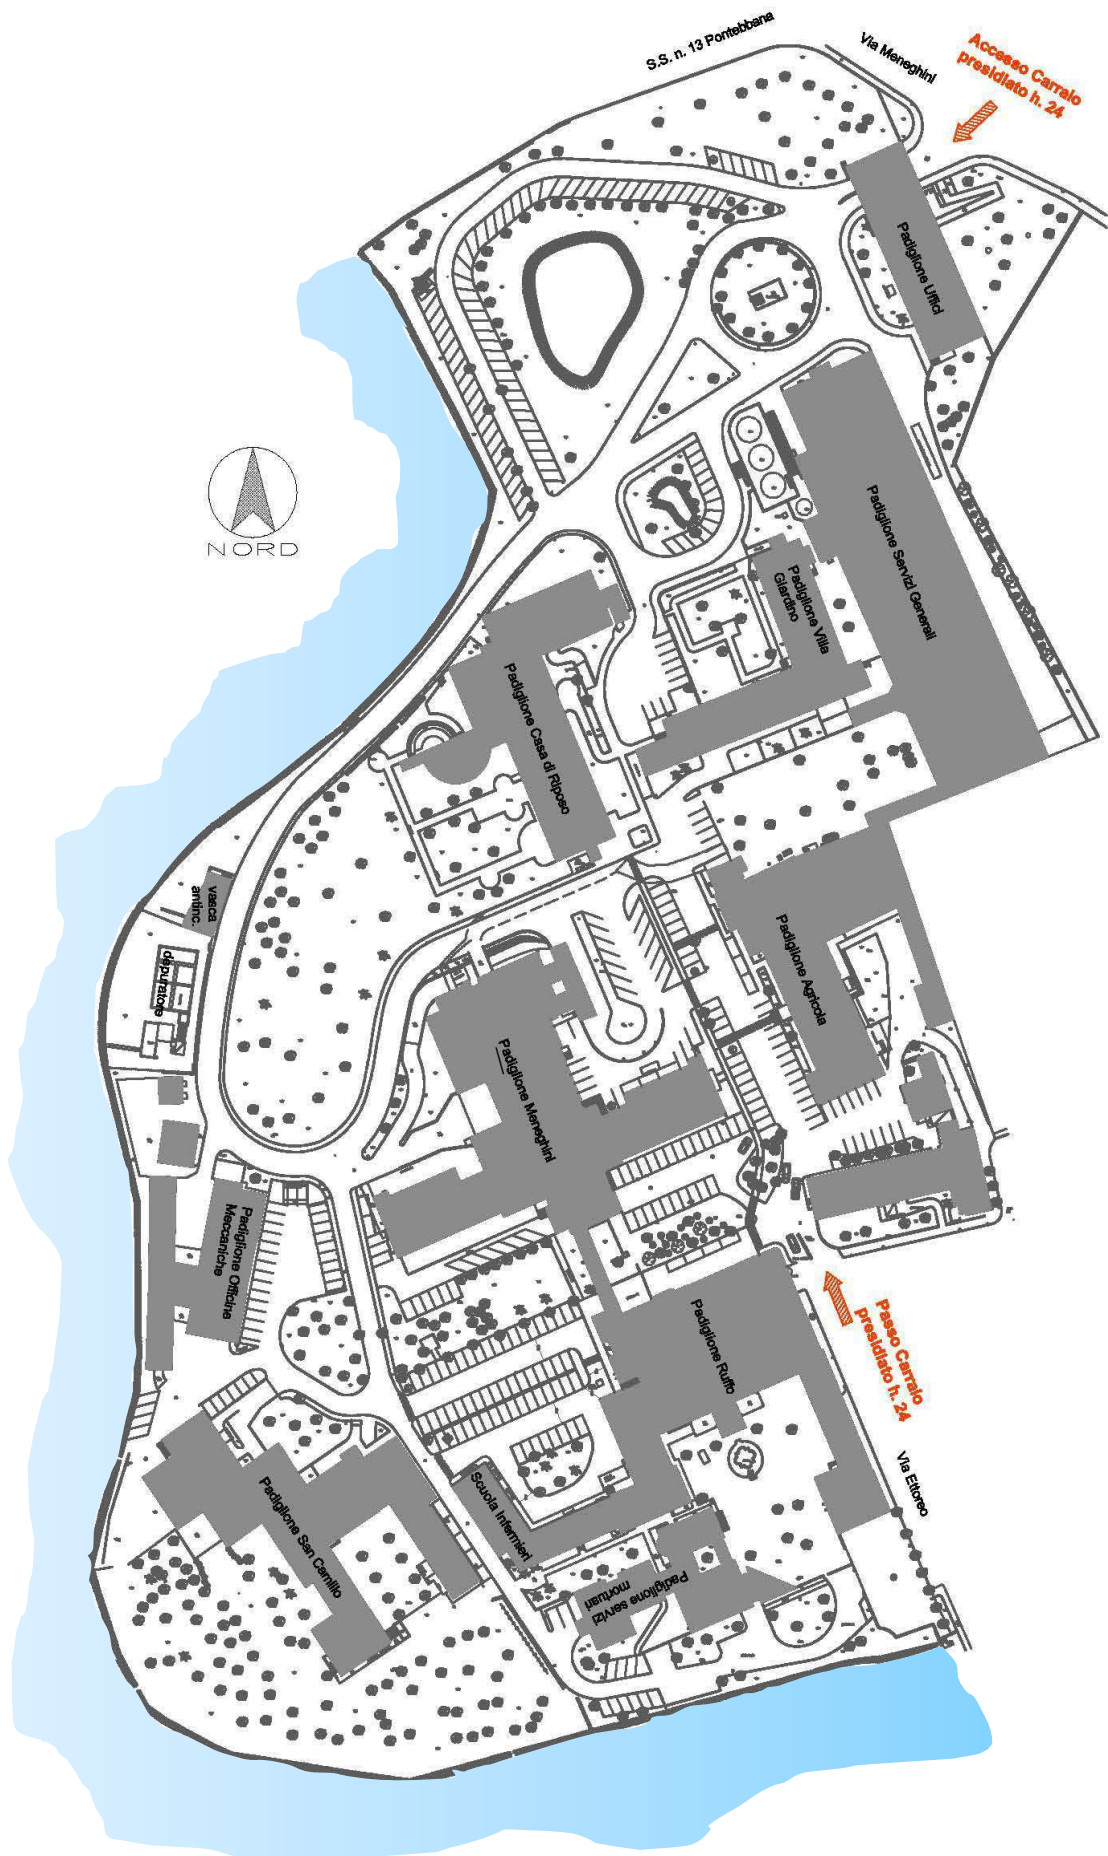 S.S. n. 13 Pontebbana
Via Meneghini
Accesso Carraio
presidiato h. 24
Padiglione Uffici
NORD
Padiglione Servizi Generali
Padiglione Villa
Giardino
Padiglione Casa di Riposo
vasca
antinc.
depuratore
Padiglione Agricola
Padiglione Meneghini
Padiglione Officine
Meccaniche
Passo Carraio
presidiato h. 24
Padiglione Ruffo
Via Ettoreo
Scuola Infermieri
Padiglione San Camillo
Padiglione servizi
mortuari